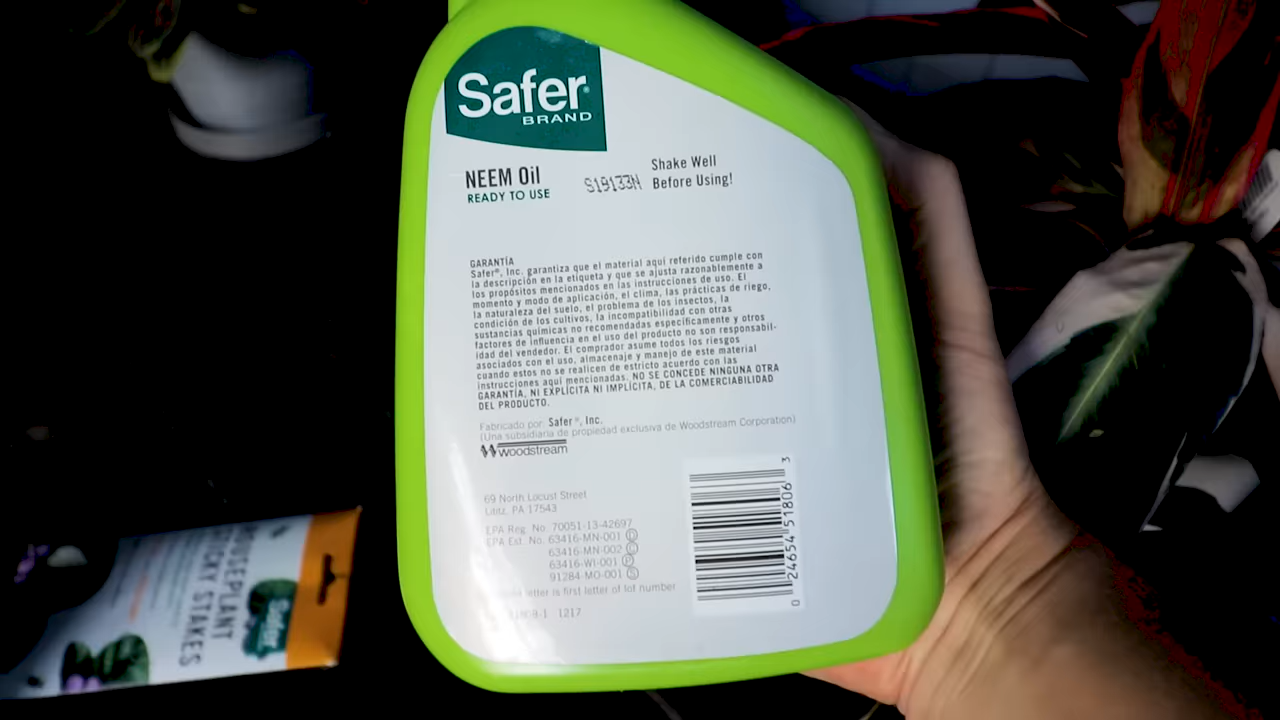 Safer®
BRAND
NEEM Oil
READY TO USE
S19133N
Shake Well
Before Using!
GARANTÍA
Safer®, Inc. garantiza que el material aquí referido cumple con
la descripción en la etiqueta y que se ajusta razonablemente a
los propósitos mencionados en las instrucciones de uso. El
momento y modo de aplicación, el clima, las prácticas de riego,
la naturaleza del suelo, el problema de los insectos, la
condición de los cultivos, la incompatibilidad con otras
sustancias químicas no recomendadas específicamente y otros
factores de influencia en el uso del producto no son responsabil-
idad del vendedor. El comprador asume todos los riesgos
asociados con el uso, almacenaje y manejo de este material
cuando estos no se realicen de estricto acuerdo con las
instrucciones aquí mencionadas. NO SE CONCEDE NINGUNA OTRA
GARANTÍA, NI EXPLÍCITA NI IMPLÍCITA, DE LA COMERCIABILIDAD
DEL PRODUCTO.
Fabricado por: Safer®, Inc.
(Una subsidiaria de propiedad exclusiva de Woodstream Corporation)
Woodstream
69 North Locust Street
Lititz, PA 17543
EPA Reg. No. 70051-13-42697
EPA Est. No. 63416-MN-001
63416-MN-002
63416-WI-001
91284-MO-001
letter is first letter of lot number
1217
0 24654 51806 3
HOUSEPLANT
STICKY STAKES
Safer